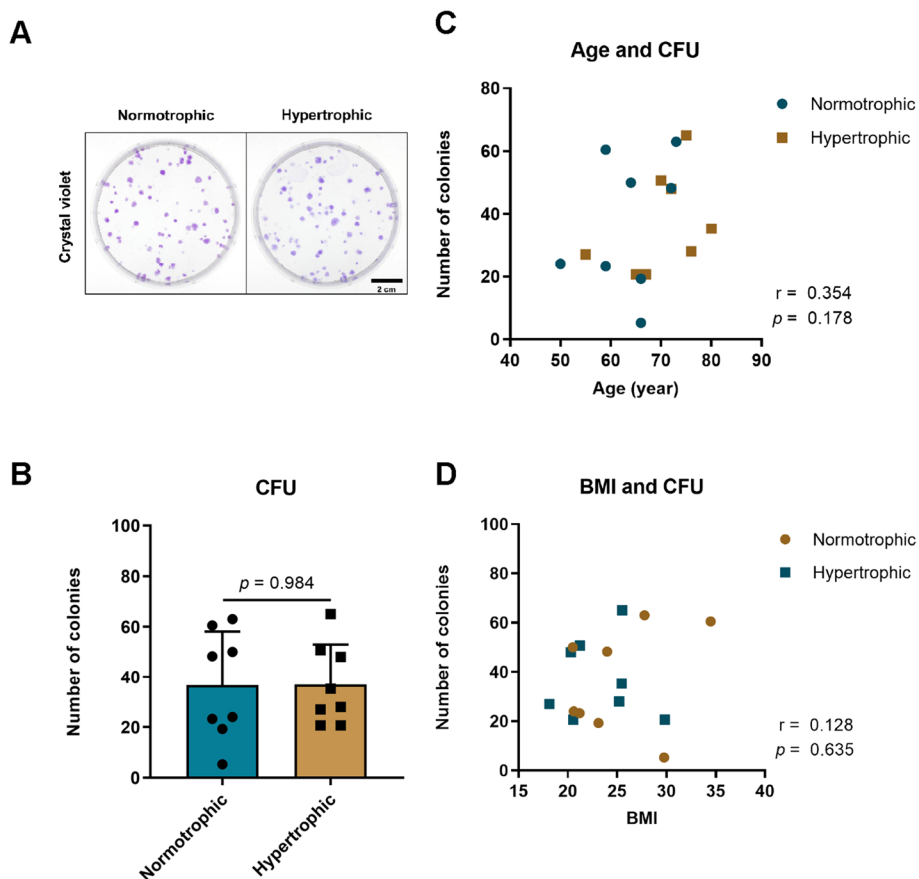 A
Normotrophic Hypertrophic
Crystal violet
2 cm
B
CFU
Number of colonies
100
80
60
40
20
0
p = 0.984
Normotrophic
Hypertrophic
C
Age and CFU
Number of colonies
80
60
40
20
0
40 50 60 70 80 90
Age (year)
Normotrophic
Hypertrophic
r = 0.354
p = 0.178
D
BMI and CFU
Number of colonies
100
80
60
40
20
0
15 20 25 30 35 40
BMI
Normotrophic
Hypertrophic
r = 0.128
p = 0.635